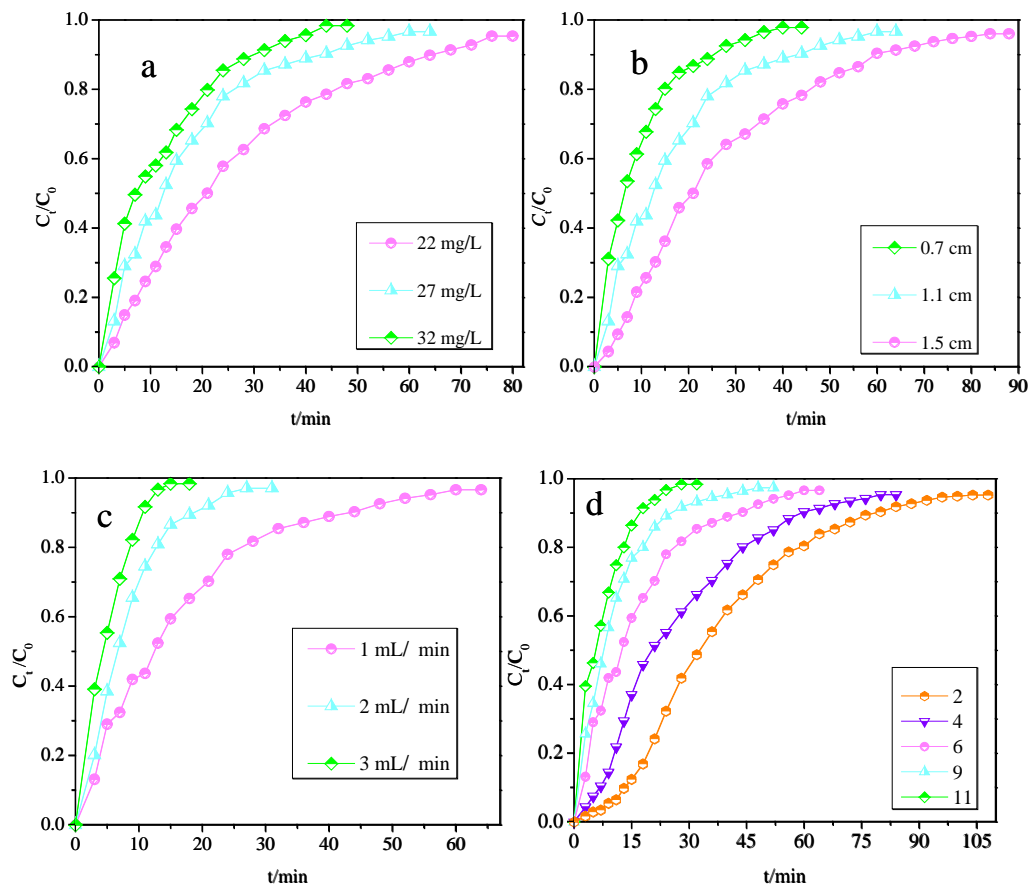 a
1.0
0.8
0.6
0.4
0.2
0.0
Ct/C0
22 mg/L
27 mg/L
32 mg/L
0 10 20 30 40 50 60 70 80
t/min
b
1.0
0.8
0.6
0.4
0.2
0.0
Ct/C0
0.7 cm
1.1 cm
1.5 cm
0 10 20 30 40 50 60 70 80 90
t/min
c
1.0
0.8
0.6
0.4
0.2
0.0
Ct/C0
1 mL/ min
2 mL/ min
3 mL/ min
0 20 40 60
t/min
d
1.0
0.8
0.6
0.4
0.2
0.0
Ct/C0
2
4
6
9
11
0 15 30 45 60 75 90 105
t/min